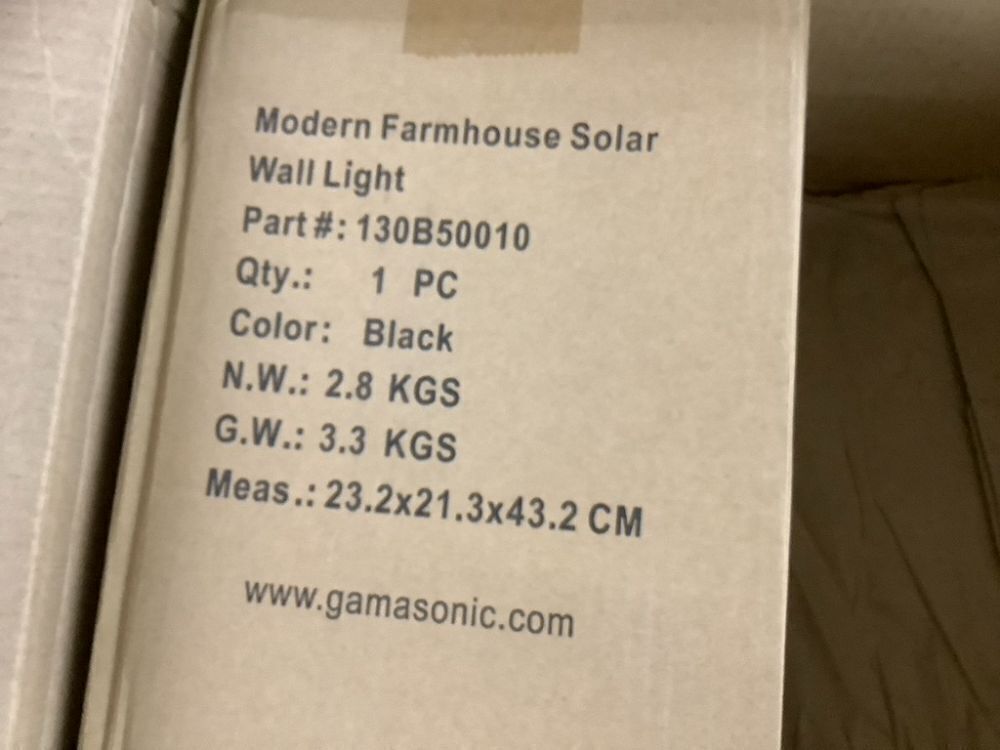 Modern Farmhouse Solar
Wall Light
Part #: 130B50010
Qty.: 1 PC
Color: Black
N.W.: 2.8 KGS
G.W.: 3.3 KGS
Meas.: 23.2x21.3x43.2 CM
www.gamasonic.com